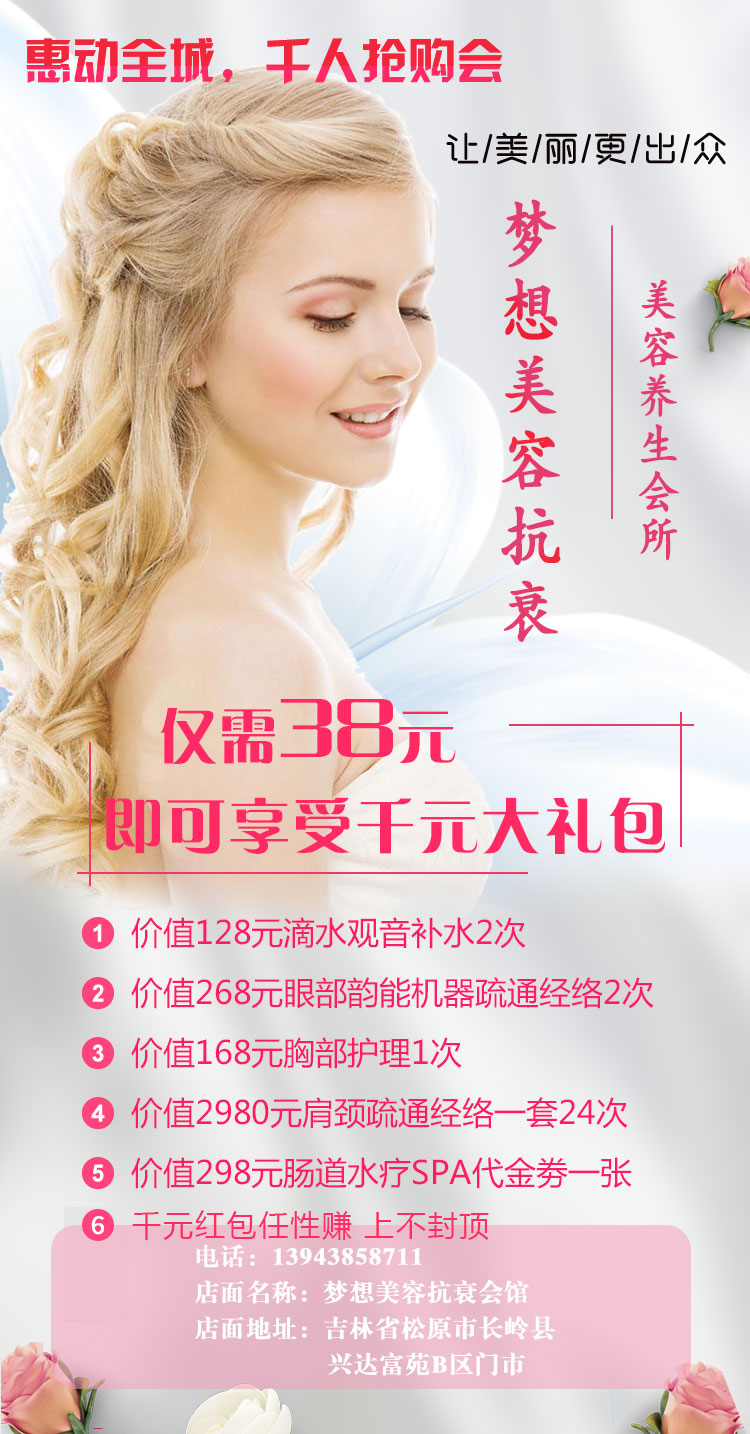 惠动全城，千人抢购会
让/美/丽/更/出/众
梦想美容抗衰
美容养生会所
仅需38元
即可享受千元大礼包
1 价值128元滴水观音补水2次
2 价值268元眼部韵能机器疏通经络2次
3 价值168元胸部护理1次
4 价值2980元肩颈疏通经络一套24次
5 价值298元肠道水疗SPA代金劵一张
6 千元红包任性赚 上不封顶
电话：13943858711
店面名称：梦想美容抗衰会馆
店面地址：吉林省松原市长岭县
兴达富苑B区门市